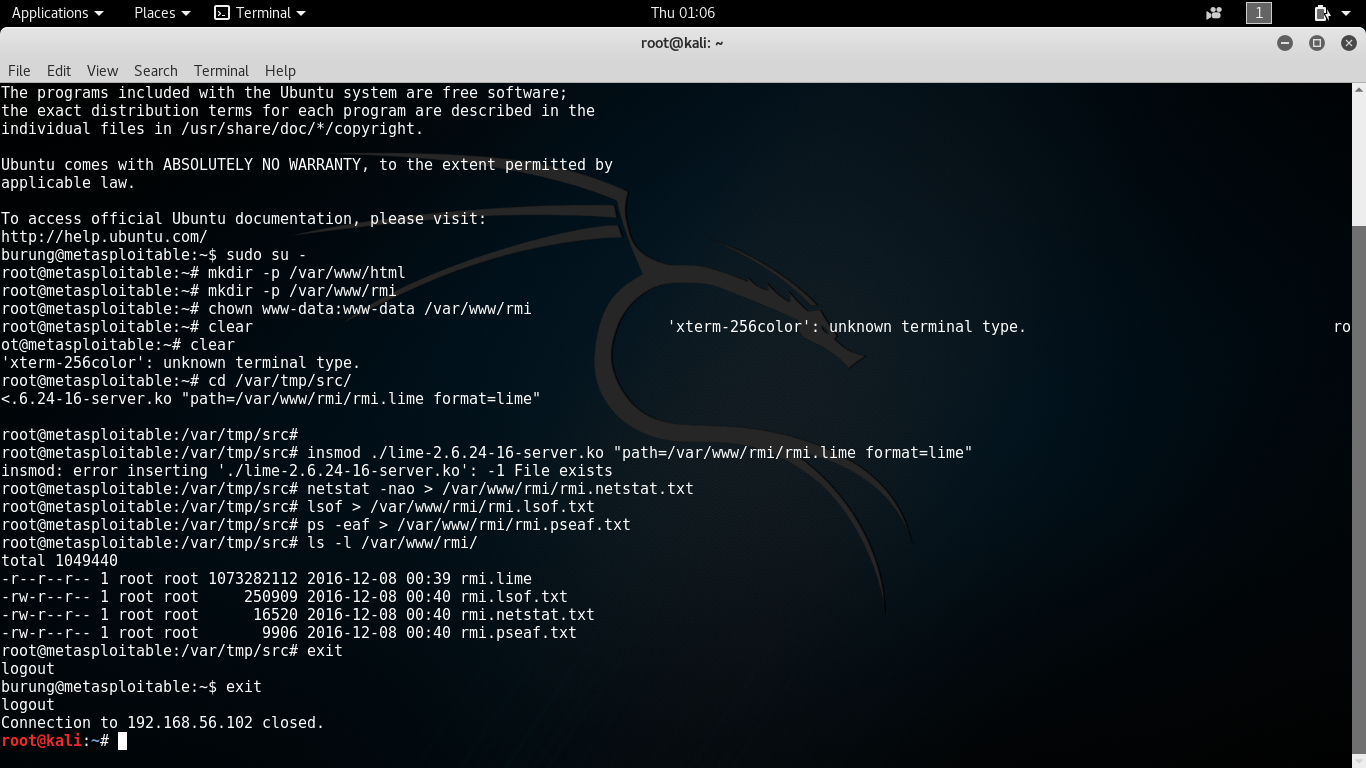 Applications Places Terminal Thu 01:06 1
root@kali: ~
File Edit View Search Terminal Help
The programs included with the Ubuntu system are free software;
the exact distribution terms for each program are described in the
individual files in /usr/share/doc/*/copyright.
Ubuntu comes with ABSOLUTELY NO WARRANTY, to the extent permitted by
applicable law.
To access official Ubuntu documentation, please visit:
http://help.ubuntu.com/
burung@metasploitable:~$ sudo su -
root@metasploitable:~# mkdir -p /var/www/html
root@metasploitable:~# mkdir -p /var/www/rmi
root@metasploitable:~# chown www-data:www-data /var/www/rmi
root@metasploitable:~# clear 'xterm-256color': unknown terminal type. ro
ot@metasploitable:~# clear
'xterm-256color': unknown terminal type.
root@metasploitable:~# cd /var/tmp/src/
<.6.24-16-server.ko "path=/var/www/rmi/rmi.lime format=lime"
root@metasploitable:/var/tmp/src#
root@metasploitable:/var/tmp/src# insmod ./lime-2.6.24-16-server.ko "path=/var/www/rmi/rmi.lime format=lime"
insmod: error inserting './lime-2.6.24-16-server.ko': -1 File exists
root@metasploitable:/var/tmp/src# netstat -nao > /var/www/rmi/rmi.netstat.txt
root@metasploitable:/var/tmp/src# lsof > /var/www/rmi/rmi.lsof.txt
root@metasploitable:/var/tmp/src# ps -eaf > /var/www/rmi/rmi.pseaf.txt
root@metasploitable:/var/tmp/src# ls -l /var/www/rmi/
total 1049440
-r--r--r-- 1 root root 1073282112 2016-12-08 00:39 rmi.lime
-rw-r--r-- 1 root root     250909 2016-12-08 00:40 rmi.lsof.txt
-rw-r--r-- 1 root root      16520 2016-12-08 00:40 rmi.netstat.txt
-rw-r--r-- 1 root root       9906 2016-12-08 00:40 rmi.pseaf.txt
root@metasploitable:/var/tmp/src# exit
logout
burung@metasploitable:~$ exit
logout
Connection to 192.168.56.102 closed.
root@kali:~#